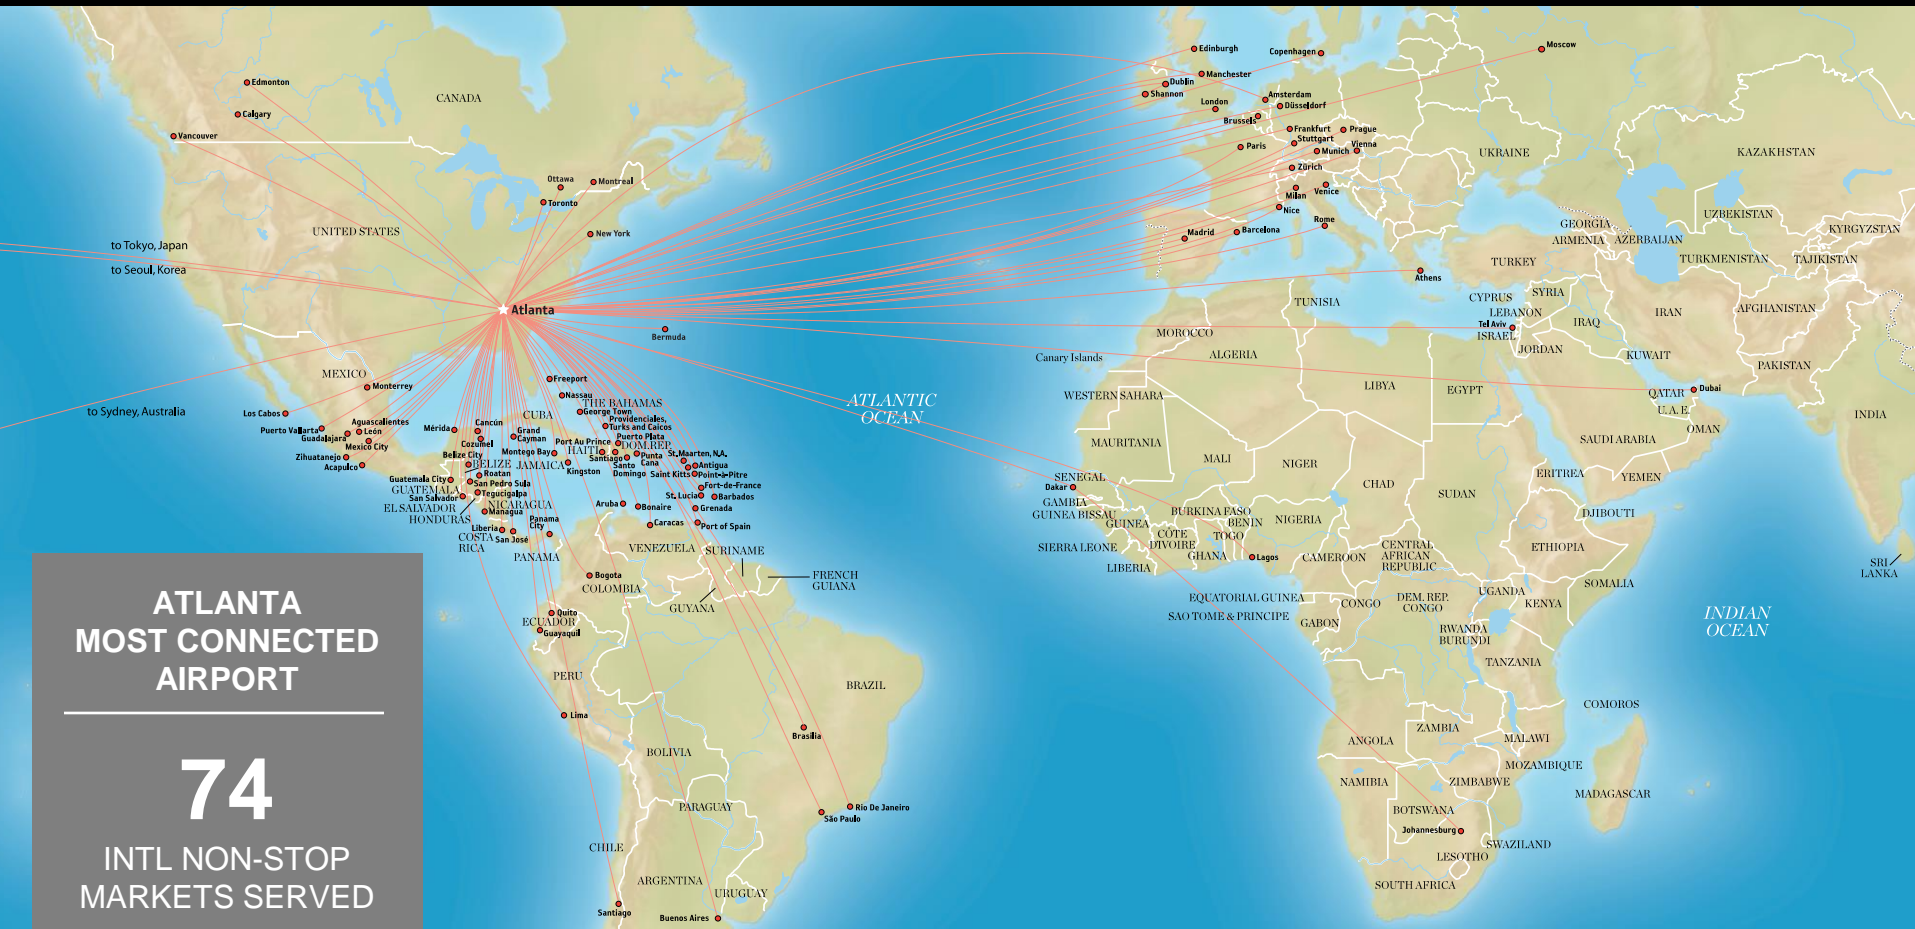 Edmonton
Calgary
Vancouver
CANADA
Ottawa
Montreal
Toronto
New York
UNITED STATES
to Tokyo, Japan
to Seoul, Korea
to Sydney, Australia
Atlanta
Bermuda
MEXICO
Monterrey
Los Cabos
Puerto Vallarta
Aguascalientes
León
Guadalajara
Mexico City
Zihuatanejo
Acapulco
Mérida
Cancún
Cozumel
Belize City
BELIZE
Roatan
Guatemala City
San Pedro Sula
GUATEMALA
Tegucigalpa
San Salvador
NICARAGUA
EL SALVADOR
Managua
HONDURAS
Liberia
COSTA
RICA
San José
Panama
City
PANAMA
Freeport
Nassau
THE BAHAMAS
George Town
CUBA
Providenciales,
Turks and Caicos
Grand
Cayman
Puerto Plata
Port Au Prince
HAITI
DOM.REP.
Montego Bay
JAMAICA
Kingston
Santiago
Santo
Domingo
Punta
Cana
St.Maarten, N.A.
Antigua
Saint Kitts
Point-a-Pitre
Fort-de-France
St. Lucia
Barbados
Aruba
Bonaire
Grenada
Caracas
Port of Spain
VENEZUELA
SURINAME
FRENCH
GUIANA
GUYANA
Bogota
COLOMBIA
Quito
ECUADOR
Guayaquil
PERU
Lima
BRAZIL
Brasilia
BOLIVIA
PARAGUAY
Rio De Janeiro
São Paulo
CHILE
ARGENTINA
URUGUAY
Santiago
Buenos Aires
ATLANTIC
OCEAN
Edinburgh
Copenhagen
Moscow
Manchester
Dublin
Shannon
London
Amsterdam
Düsseldorf
Brussels
Frankfurt
Prague
Stuttgart
Paris
Munich
Vienna
Zürich
Milan
Venice
Nice
Rome
Madrid
Barcelona
Athens
UKRAINE
KAZAKHSTAN
GEORGIA
UZBEKISTAN
KYRGYZSTAN
ARMENIA
AZERBAIJAN
TURKEY
TURKMENISTAN
TAJIKISTAN
CYPRUS
SYRIA
LEBANON
IRAN
AFGHANISTAN
Tel Aviv
ISRAEL
IRAQ
JORDAN
KUWAIT
PAKISTAN
QATAR
Dubai
U. A. E.
OMAN
INDIA
SAUDI ARABIA
YEMEN
TUNISIA
MOROCCO
Canary Islands
ALGERIA
LIBYA
EGYPT
WESTERN SAHARA
MAURITANIA
MALI
NIGER
CHAD
SUDAN
ERITREA
DJIBOUTI
SENEGAL
Dakar
GAMBIA
GUINEA BISSAU
GUINEA
BURKINA FASO
BENIN
NIGERIA
SIERRA LEONE
CÔTE
D'IVOIRE
TOGO
GHANA
LIBERIA
Lagos
CAMEROON
CENTRAL
AFRICAN
REPUBLIC
ETHIOPIA
SOMALIA
EQUATORIAL GUINEA
SAO TOME & PRINCIPE
GABON
CONGO
DEM. REP.
CONGO
UGANDA
KENYA
RWANDA
BURUNDI
TANZANIA
SRI
LANKA
INDIAN
OCEAN
COMOROS
ANGOLA
ZAMBIA
MALAWI
MOZAMBIQUE
NAMIBIA
ZIMBABWE
BOTSWANA
MADAGASCAR
Johannesburg
SWAZILAND
LESOTHO
SOUTH AFRICA
ATLANTA
MOST CONNECTED
AIRPORT
74
INTL NON-STOP
MARKETS SERVED